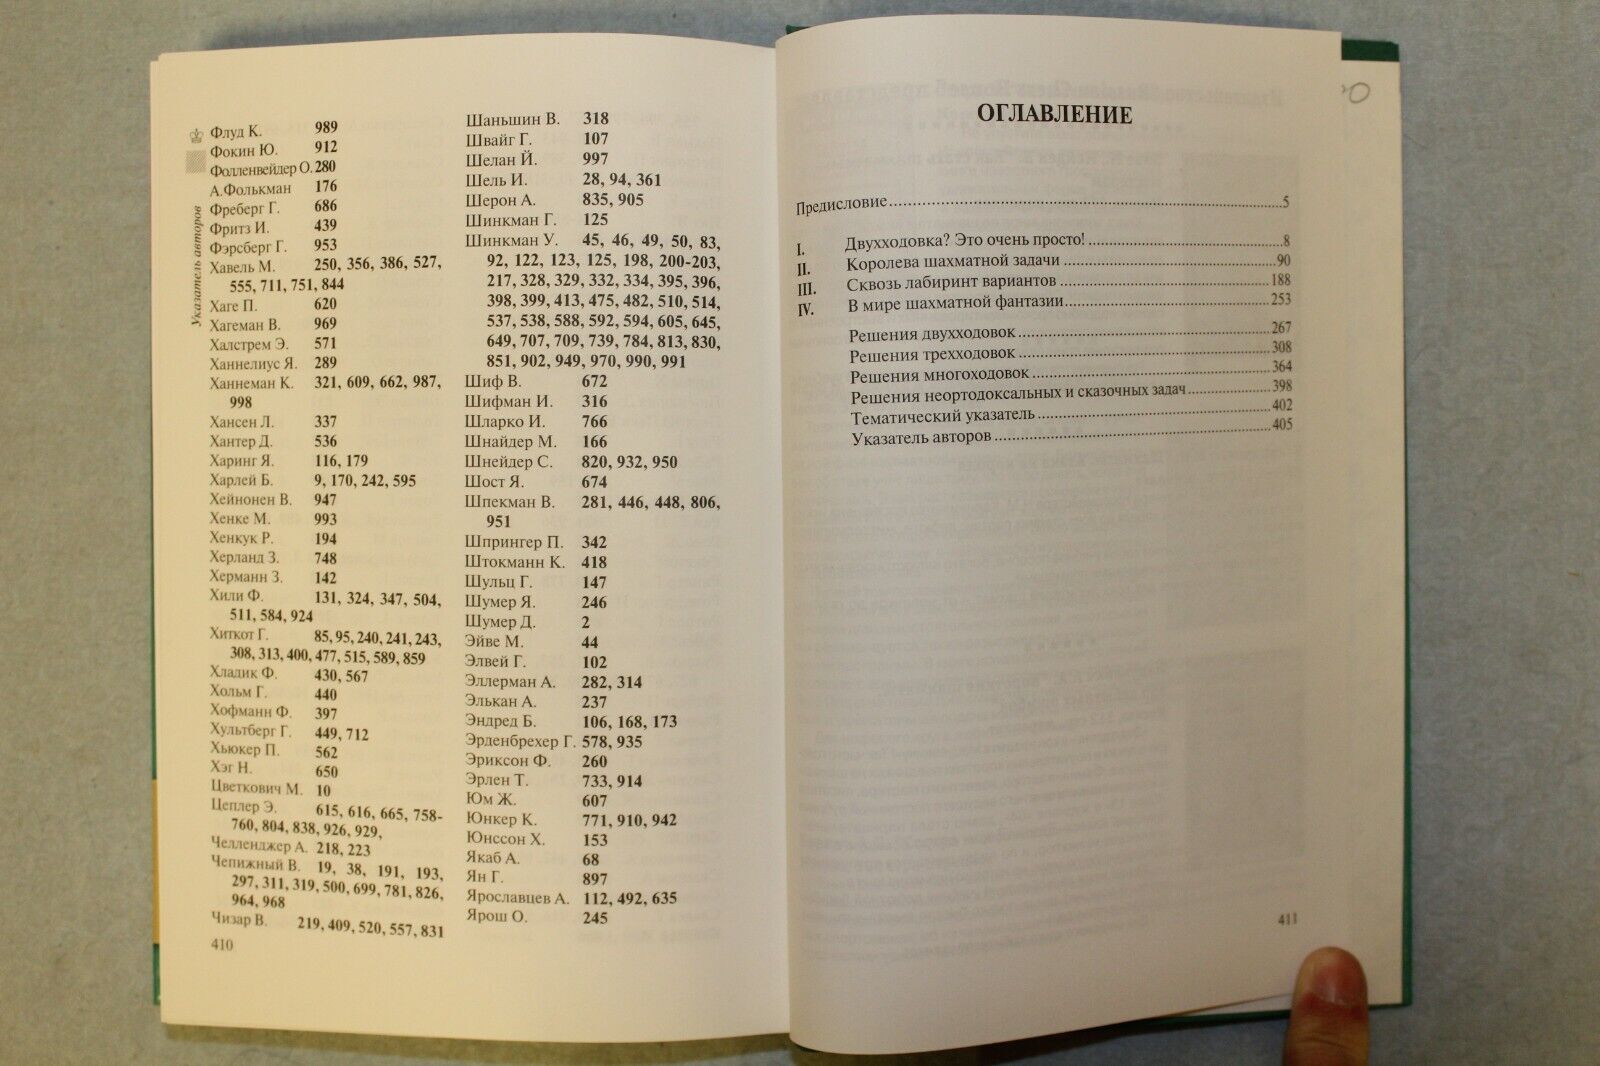 Указатель авторов
Флуд К. 989
Фокин Ю. 912
Фолленвейдер О. 280
А.Фолькман 176
Фреберг Г. 686
Фритз И. 439
Фэрсберг Г. 953
Хавель М. 250, 356, 386, 527,
555, 711, 751, 844
Хаге П. 620
Хагеман В. 969
Халстрем Э. 571
Ханнелиус Я. 289
Ханнеман К. 321, 609, 662, 987,
998
Хансен Л. 337
Хантер Д. 536
Харинг Я. 116, 179
Харлей Б. 9, 170, 242, 595
Хейнонен В. 947
Хенке М. 993
Хенкук Р. 194
Херланд З. 748
Херманн З. 142
Хили Ф. 131, 324, 347, 504,
511, 584, 924
Хиткот Г. 85, 95, 240, 241, 243,
308, 313, 400, 477, 515, 589, 859
Хладик Ф. 430, 567
Хольм Г. 440
Хофманн Ф. 397
Хультберг Г. 449, 712
Хьюкер П. 562
Хэг Н. 650
Цветкович М. 10
Цеплер Э. 615, 616, 665, 758-
760, 804, 838, 926, 929,
Челленджер А. 218, 223
Чепижный В. 19, 38, 191, 193,
297, 311, 319, 500, 699, 781, 826,
964, 968
Чизар В. 219, 409, 520, 557, 831
410
Шаньшин В. 318
Швайг Г. 107
Шелан Й. 997
Шель И. 28, 94, 361
Шерон А. 835, 905
Шинкман Г. 125
Шинкман У. 45, 46, 49, 50, 83,
92, 122, 123, 125, 198, 200-203,
217, 328, 329, 332, 334, 395, 396,
398, 399, 413, 475, 482, 510, 514,
537, 538, 588, 592, 594, 605, 645,
649, 707, 709, 739, 784, 813, 830,
851, 902, 949, 970, 990, 991
Шиф В. 672
Шифман И. 316
Шларко И. 766
Шнайдер М. 166
Шнейдер С. 820, 932, 950
Шост Я. 674
Шпекман В. 281, 446, 448, 806,
951
Шпрингер П. 342
Штокманн К. 418
Шульц Г. 147
Шумер Я. 246
Шумер Д. 2
Эйве М. 44
Элвей Г. 102
Эллерман А. 282, 314
Элькан А. 237
Эндред Б. 106, 168, 173
Эрденбрехер Г. 578, 935
Эриксон Ф. 260
Эрлен Т. 733, 914
Юм Ж. 607
Юнкер К. 771, 910, 942
Юнссон Х. 153
Якаб А. 68
Ян Г. 897
Ярославцев А. 112, 492, 635
Ярош О. 245
ОГЛАВЛЕНИЕ
Предисловие 5
I. Двухходовка? Это очень просто! 8
II. Королева шахматной задачи 90
III. Сквозь лабиринт вариантов 188
IV. В мире шахматной фантазии 253
Решения двухходовок 267
Решения трехходовок 308
Решения многоходовок 364
Решения неортодоксальных и сказочных задач 398
Тематический указатель 402
Указатель авторов 405
411